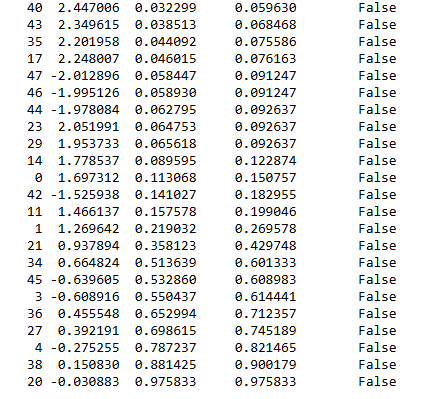 40 2.447006 0.032299 0.059630 False
43 2.349615 0.038513 0.068468 False
35 2.201958 0.044092 0.075586 False
17 2.248007 0.046015 0.076163 False
47 -2.012896 0.058447 0.091247 False
46 -1.995126 0.058930 0.091247 False
44 -1.978084 0.062795 0.092637 False
23 2.051991 0.064753 0.092637 False
29 1.953733 0.065618 0.092637 False
14 1.778537 0.089595 0.122874 False
0 1.697312 0.113068 0.150757 False
42 -1.525938 0.141027 0.182955 False
11 1.466137 0.157578 0.199046 False
1 1.269642 0.219032 0.269578 False
21 0.937894 0.358123 0.429748 False
34 0.664824 0.513639 0.601333 False
45 -0.639605 0.532860 0.608983 False
3 -0.608916 0.550437 0.614441 False
36 0.455548 0.652994 0.712357 False
27 0.392191 0.698615 0.745189 False
4 -0.275255 0.787237 0.821465 False
38 0.150830 0.881425 0.900179 False
20 -0.030883 0.975833 0.975833 False